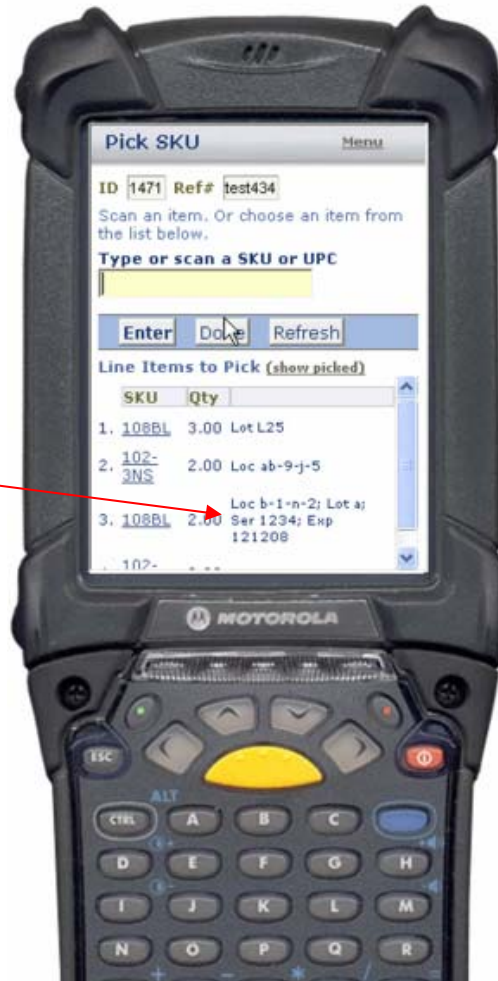 Pick SKU Menu
ID 1471 Ref# test434
Scan an item. Or choose an item from
the list below.
Type or scan a SKU or UPC
Enter Done Refresh
Line Items to Pick (show picked)
SKU Qty
1. 108BL 3.00 Lot L25
2. 102-
3NS 2.00 Loc ab-9-j-5
3. 108BL 2.00 Loc b-1-n-2; Lot a;
Ser 1234; Exp
121208
102-
MOTOROLA
ESC
ALT
CTRL A B C
D E F G H
I J K L M
N O P Q R
+ - * / =